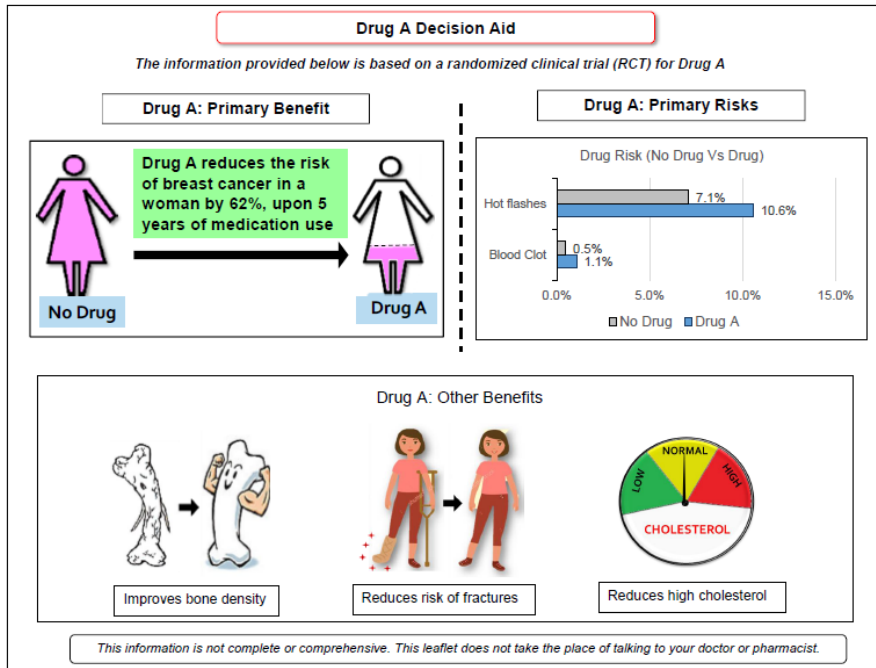 Drug A Decision Aid
The information provided below is based on a randomized clinical trial (RCT) for Drug A
Drug A: Primary Benefit
Drug A reduces the risk
of breast cancer in a
woman by 62%, upon 5
years of medication use
No Drug
Drug A
Drug A: Primary Risks
Drug Risk (No Drug Vs Drug)
Hot flashes
7.1%
10.6%
Blood Clot
0.5%
1.1%
0.0% 5.0% 10.0% 15.0%
No Drug Drug A
Drug A: Other Benefits
Improves bone density
Reduces risk of fractures
LOW NORMAL HIGH
CHOLESTEROL
Reduces high cholesterol
This information is not complete or comprehensive. This leaflet does not take the place of talking to your doctor or pharmacist.